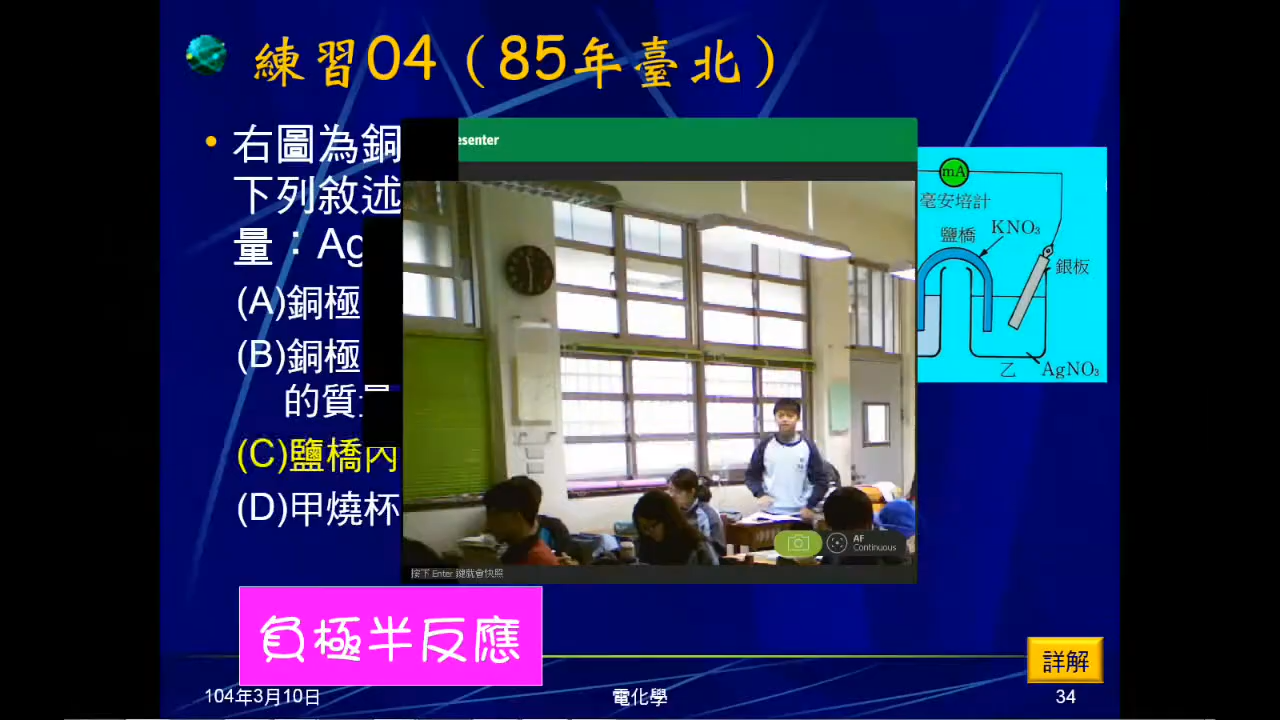 練習04（85年臺北）
右圖為銅
下列敘述
量：Ag
(A)銅極
(B)銅極
的質量
(C)鹽橋內
(D)甲燒杯
esenter
mA
毫安培計
鹽橋
KNO₃
銀板
乙
AgNO₃
AF
Continuous
按下 Enter 鍵就會快照
負極半反應
詳解
104年3月10日
電化學
34